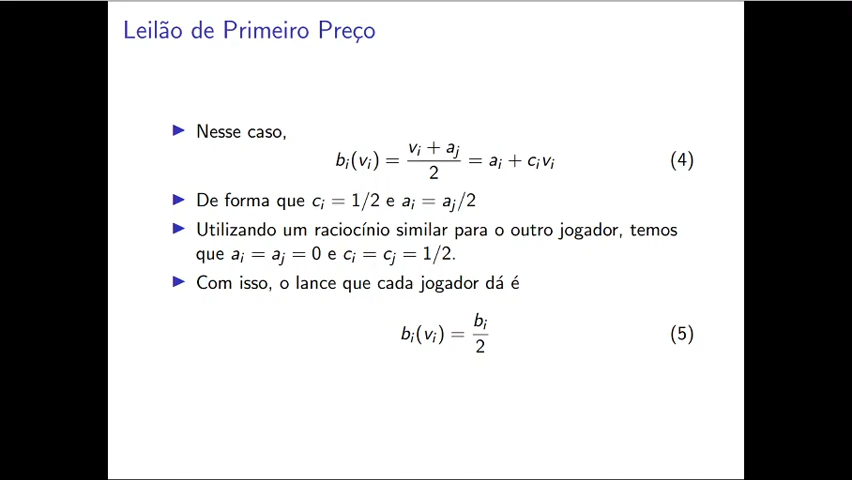 Leilão de Primeiro Preço
▶ Nesse caso,
b_i(v_i) = (v_i + a_j)/2 = a_i + c_i v_i (4)
▶ De forma que c_i = 1/2 e a_i = a_j/2
▶ Utilizando um raciocínio similar para o outro jogador, temos
que a_i = a_j = 0 e c_i = c_j = 1/2.
▶ Com isso, o lance que cada jogador dá é
b_i(v_i) = b_i/2 (5)